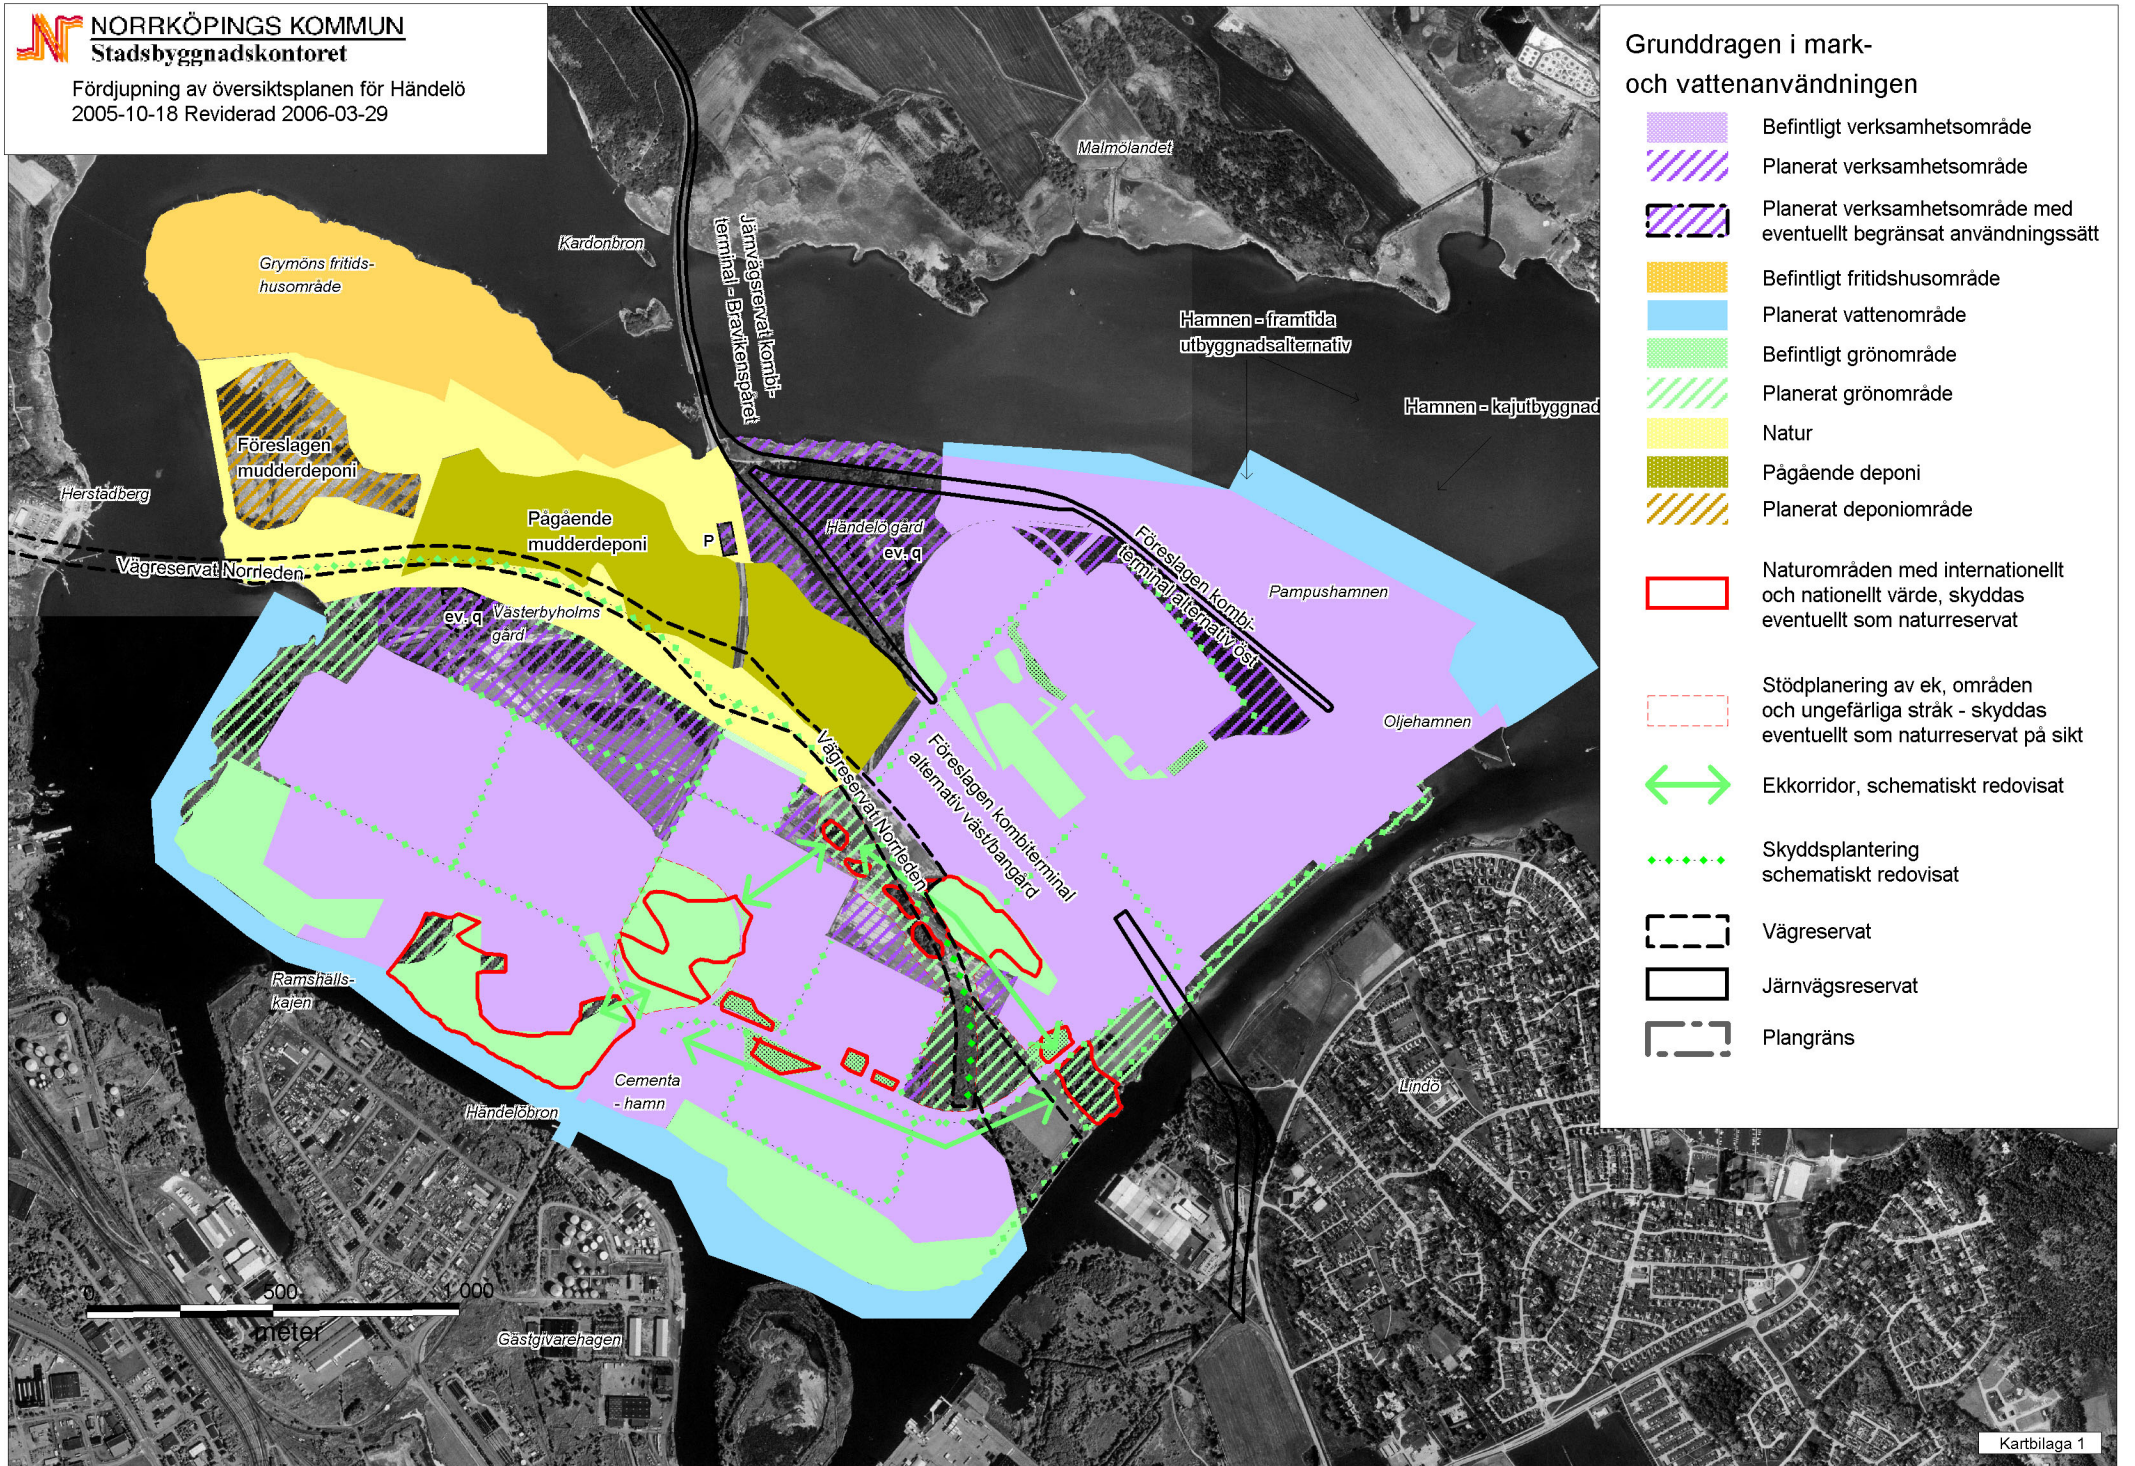 NORRKÖPINGS KOMMUN
Stadsbyggnadskontoret
Fördjupning av översiktsplanen för Händelö
2005-10-18 Reviderad 2006-03-29
Grunddragen i mark-
och vattenanvändningen
Befintligt verksamhetsområde
Planerat verksamhetsområde
Planerat verksamhetsområde med
eventuellt begränsat användningssätt
Befintligt fritidshusområde
Planerat vattenområde
Befintligt grönområde
Planerat grönområde
Natur
Pågående deponi
Planerat deponiområde
Naturområden med internationellt
och nationellt värde, skyddas
eventuellt som naturreservat
Stödplanering av ek, områden
och ungefärliga stråk - skyddas
eventuellt som naturreservat på sikt
Ekkorridor, schematiskt redovisat
Skyddsplantering
schematiskt redovisat
Vägreservat
Järnvägsreservat
Plangräns
Malmölandet
Kardonbron
Järnvägsreservat kombi-
terminal - Bravikenspåret
Grymöns fritids-
husområde
Hamnen - framtida
utbyggnadsalternativ
Hamnen - kajutbyggnad
Föreslagen
mudderdeponi
Herstadberg
Pågående
mudderdeponi
P
Händelö gård
ev. q
Föreslagen kombi-
terminal alternativ öst
Pampushamnen
Vägreservat Norrleden
ev. q
Västerbyholms
gård
Oljehamnen
Vägreservat Norrleden
Föreslagen kombiterminal
alternativ väst/bangård
Ramshälls-
kajen
Cementa
- hamn
Händelöbron
Lindö
0 500 1 000
meter
Gästgivarehagen
Kartbilaga 1